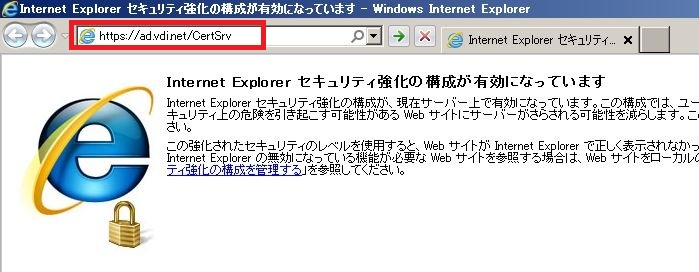 Internet Explorer セキュリティ強化の構成が有効になっています - Windows Internet Explorer
https://ad.vdi.net/CertSrv
Internet Explorer セキュリティ...
Internet Explorer セキュリティ強化の構成が有効になっています
Internet Explorer セキュリティ強化の構成が、現在サーバー上で有効になっています。この構成では、ユー
キュリティ上の危険を引き起こす可能性がある Web サイトにサーバーがさらされる可能性を減らします。こ
さい。
この強化されたセキュリティのレベルを使用すると、Web サイトが Internet Explorer で正しく表示されなかっ
Internet Explorer の無効になっている機能が必要な Web サイトを参照する場合は、Web サイトをローカルの
ティ強化の構成を管理する」を参照してください。